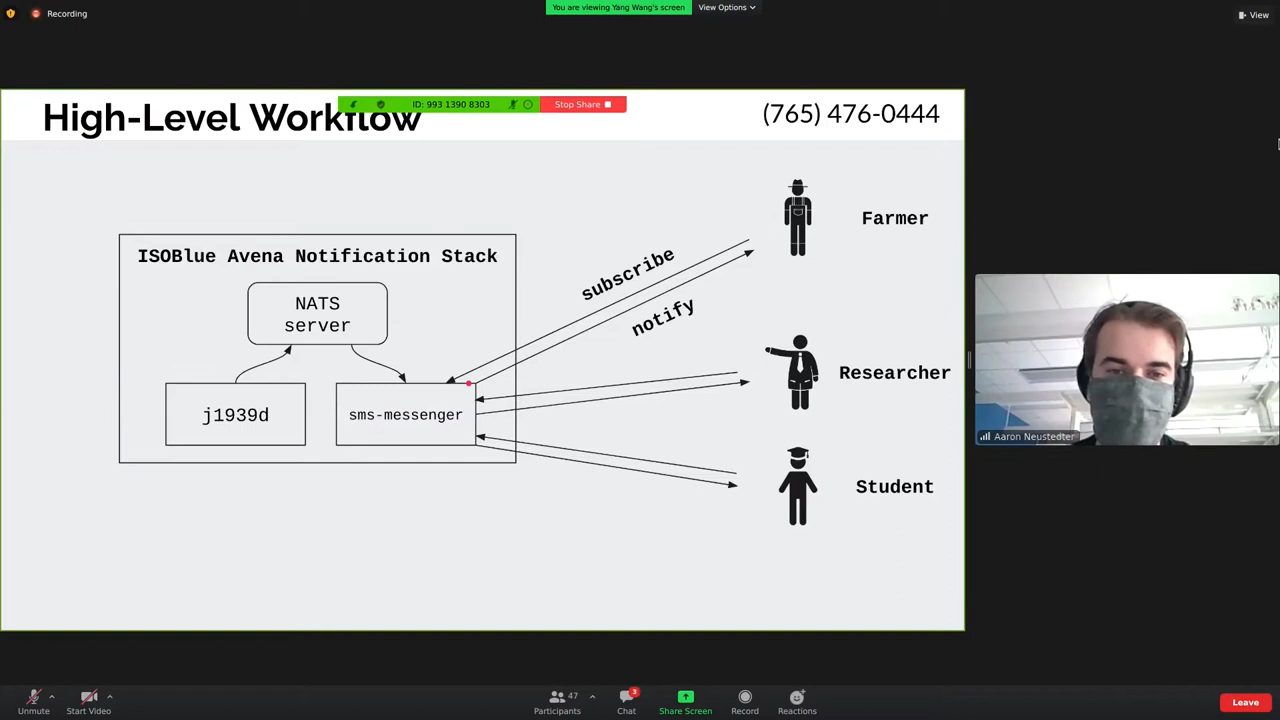 Recording
You are viewing Yang Wang's screen
View Options
View
High-Level Workflow
ID: 993 1390 8303
Stop Share
(765) 476-0444
Farmer
ISOBlue Avena Notification Stack
subscribe
NATS
server
notify
Researcher
j1939d
sms-messenger
Aaron Neustedter
Student
Unmute
Start Video
Participants
47
Chat
3
Share Screen
Record
Reactions
Leave